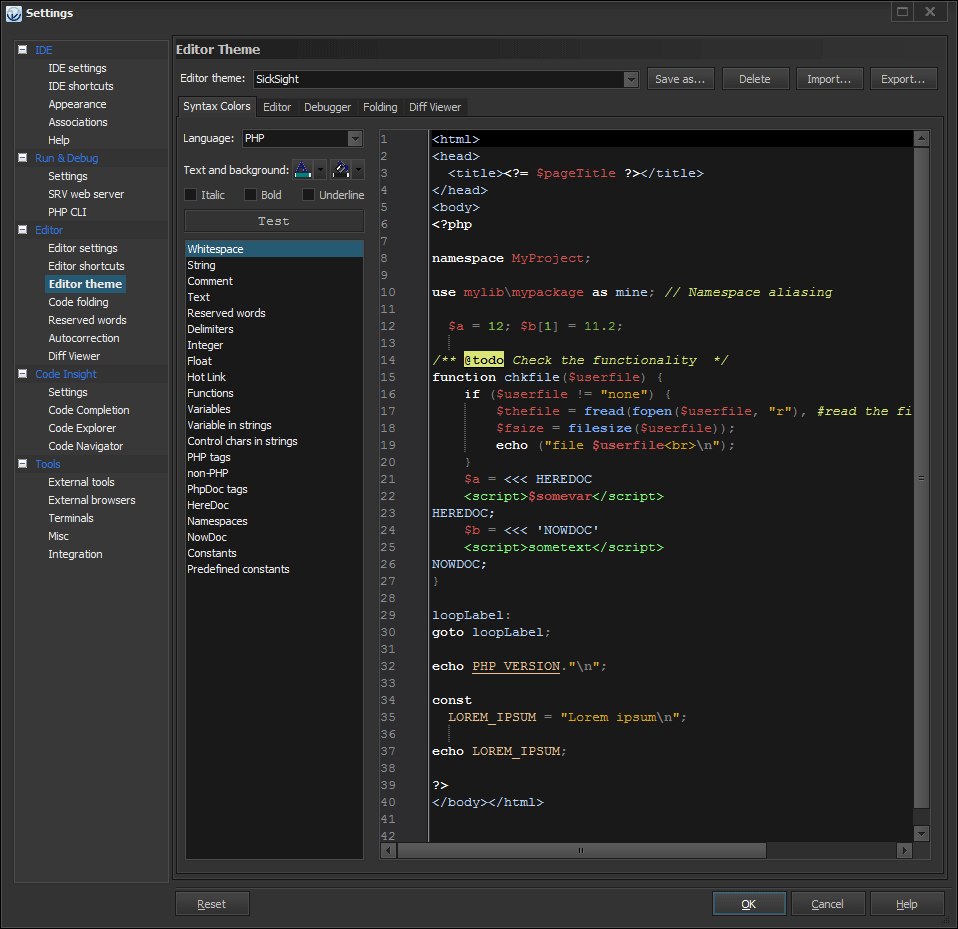 Settings
IDE
IDE settings
IDE shortcuts
Appearance
Associations
Help
Run & Debug
Settings
SRV web server
PHP CLI
Editor
Editor settings
Editor shortcuts
Editor theme
Code folding
Reserved words
Autocorrection
Diff Viewer
Code Insight
Settings
Code Completion
Code Explorer
Code Navigator
Tools
External tools
External browsers
Terminals
Misc
Integration
Editor Theme
Editor theme: SickSight Save as... Delete Import... Export...
Syntax Colors Editor Debugger Folding Diff Viewer
Language: PHP
Text and background:
Italic Bold Underline
Test
Whitespace
String
Comment
Text
Reserved words
Delimiters
Integer
Float
Hot Link
Functions
Variables
Variable in strings
Control chars in strings
PHP tags
non-PHP
PhpDoc tags
HereDoc
Namespaces
NowDoc
Constants
Predefined constants
1 <html>
2 <head>
3 <title><?= $pageTitle ?></title>
4 </head>
5 <body>
6 <?php
7
8 namespace MyProject;
9
10 use mylib\mypackage as mine; // Namespace aliasing
11
12 $a = 12; $b[1] = 11.2;
13
14 /** @todo Check the functionality */
15 function chkfile($userfile) {
16 if ($userfile != "none") {
17 $thefile = fread(fopen($userfile, "r"), #read the fi
18 $fsize = filesize($userfile));
19 echo ("file $userfile<br>\n");
20 }
21 $a = <<< HEREDOC
22 <script>$somevar</script>
23 HEREDOC;
24 $b = <<< 'NOWDOC'
25 <script>sometext</script>
26 NOWDOC;
27 }
28
29 loopLabel:
30 goto loopLabel;
31
32 echo PHP_VERSION."\n";
33
34 const
35 LOREM_IPSUM = "Lorem ipsum\n";
36
37 echo LOREM_IPSUM;
38
39 ?>
40 </body></html>
41
42
Reset OK Cancel Help